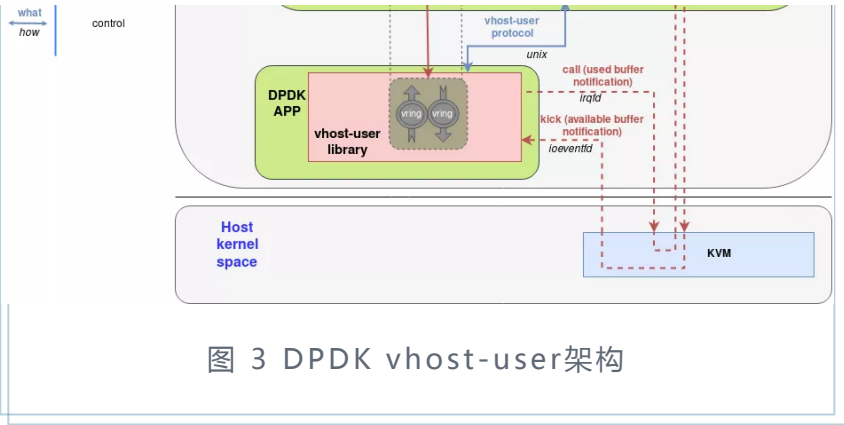 what
how
control
vhost-user
protocol
unix
DPDK
APP
vhost-user
library
vring
vring
call (used buffer
notification)
irqfd
kick (available buffer
notification)
ioeventfd
Host
kernel
space
KVM
图 3 DPDK vhost-user架构